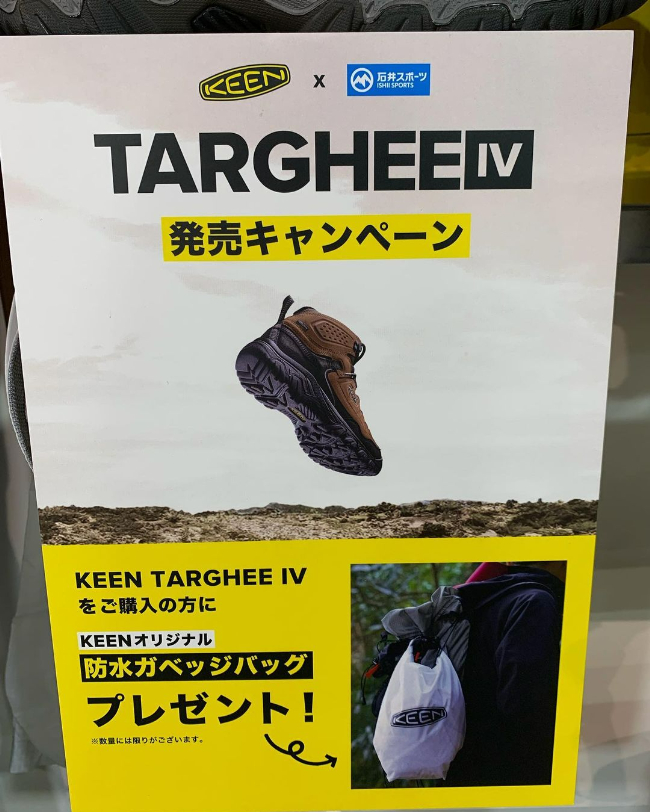 KEEN x 石井スポーツ
ISHII SPORTS
TARGHEE IV
発売キャンペーン
KEEN TARGHEE IV
をご購入の方に
KEENオリジナル
防水ガベッジバッグ
プレゼント!
※数量には限りがございます。
KEEN